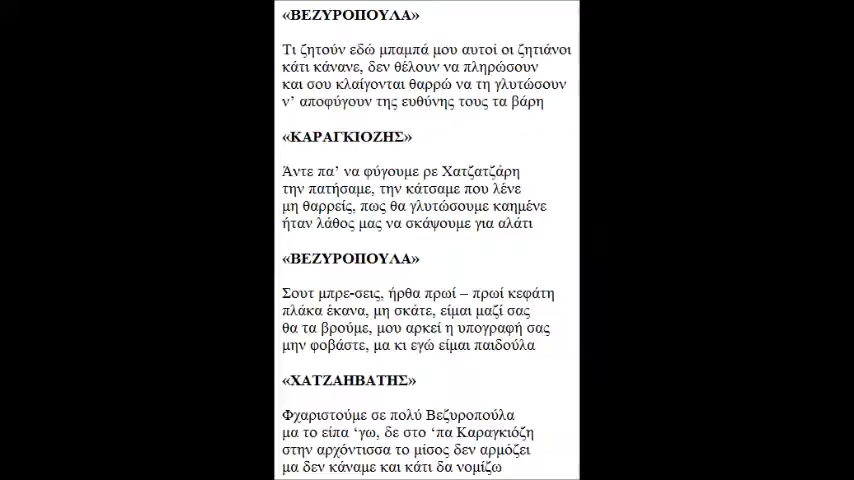 «ΒΕΖΥΡΟΠΟΥΛΑ»
Τι ζητούν εδώ μπαμπά μου αυτοί οι ζητιάνοι
κάτι κάνανε, δεν θέλουν να πληρώσουν
και σου κλαίγονται θαρρώ να τη γλυτώσουν
ν’ αποφύγουν της ευθύνης τους τα βάρη
«ΚΑΡΑΓΚΙΟΖΗΣ»
Άντε πα’ να φύγουμε ρε Χατζατζάρη
την πατήσαμε, την κάτσαμε που λένε
μη θαρρείς, πως θα γλυτώσουμε καημένε
ήταν λάθος μας να σκάψουμε για αλάτι
«ΒΕΖΥΡΟΠΟΥΛΑ»
Σουτ μπρε-σεις, ήρθα πρωί – πρωί κεφάτη
πλάκα έκανα, μη σκάτε, είμαι μαζί σας
θα τα βρούμε, μου αρκεί η υπογραφή σας
μην φοβάστε, μα κι εγώ είμαι παιδούλα
«ΧΑΤΖΑΗΒΑΤΗΣ»
Φχαριστούμε σε πολύ Βεζυροπούλα
μα το είπα ‘γω, δε στο ‘πα Καραγκιόζη
στην αρχόντισσα το μίσος δεν αρμόζει
μα δεν κάναμε και κάτι δα νομίζω